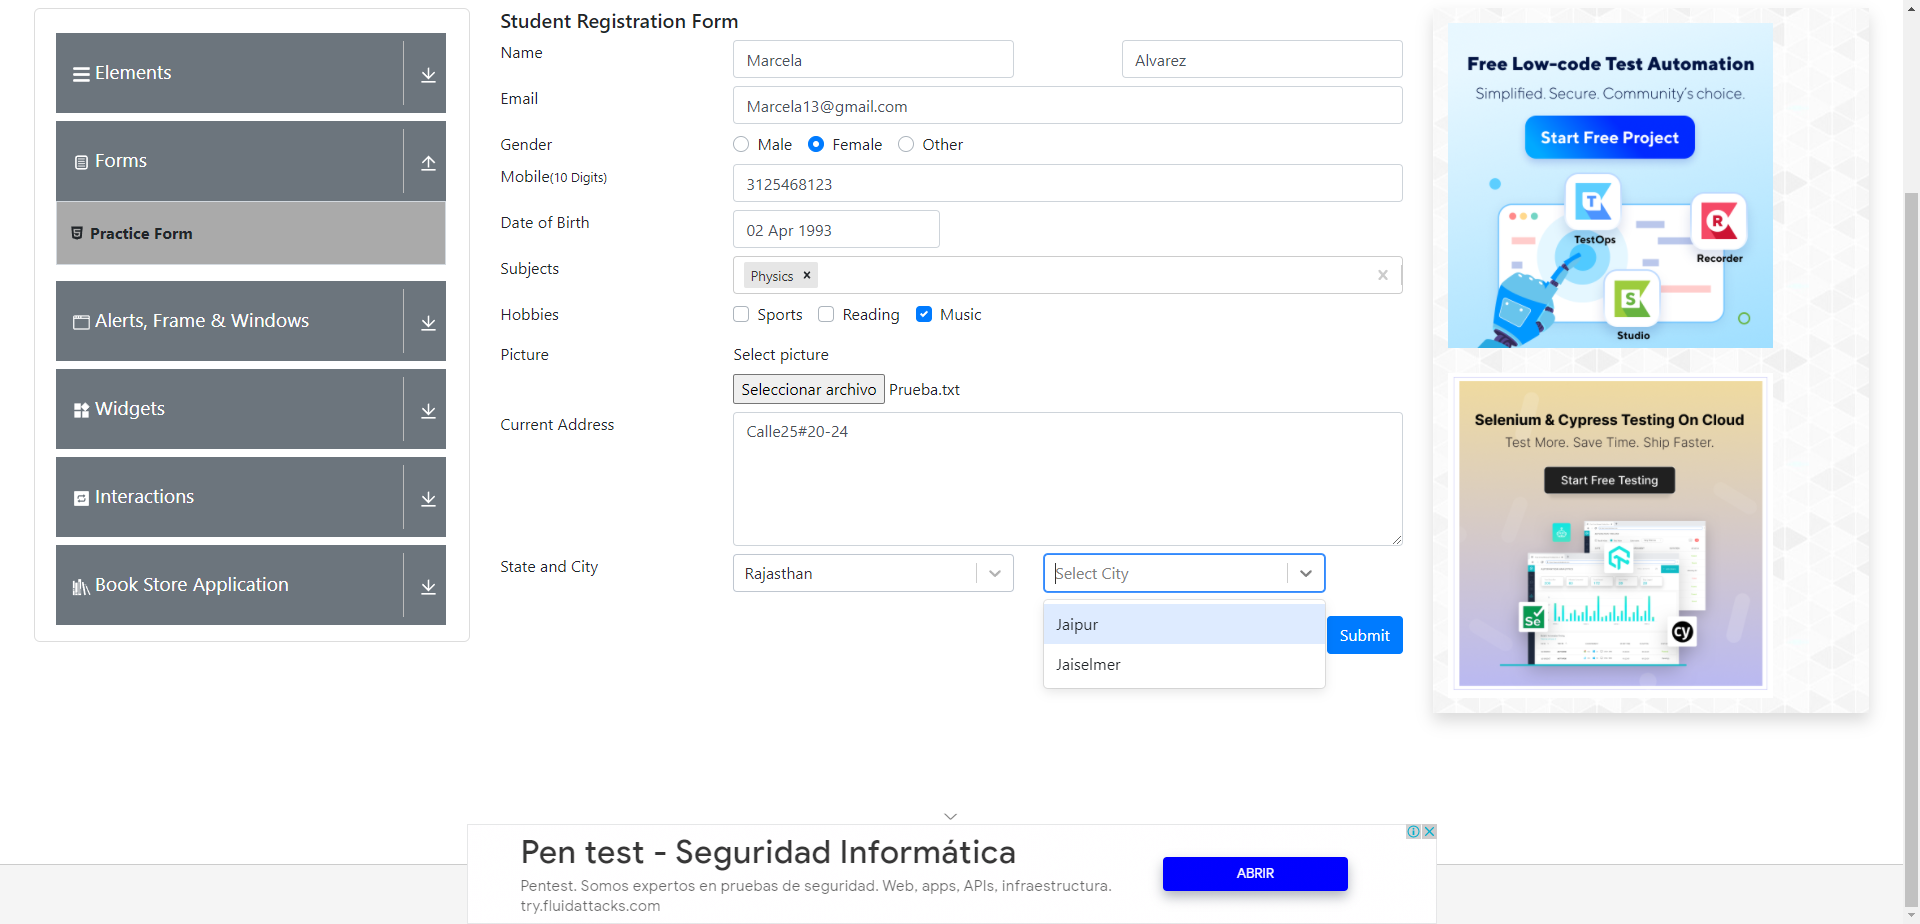 Elements
Forms
Practice Form
Alerts, Frame & Windows
Widgets
Interactions
Book Store Application
Student Registration Form
Name
Marcela
Alvarez
Email
Marcela13@gmail.com
Gender
Male
Female
Other
Mobile(10 Digits)
3125468123
Date of Birth
02 Apr 1993
Subjects
Physics
Hobbies
Sports
Reading
Music
Picture
Select picture
Seleccionar archivo Prueba.txt
Current Address
Calle25#20-24
State and City
Rajasthan
Select City
Jaipur
Jaiselmer
Submit
Free Low-code Test Automation
Simplified. Secure. Community's choice.
Start Free Project
T
TestOps
R
Recorder
S
Studio
Selenium & Cypress Testing On Cloud
Test More. Save Time. Ship Faster.
Start Free Testing
Se
cy
Pen test - Seguridad Informática
Pentest. Somos expertos en pruebas de seguridad. Web, apps, APIs, infraestructura.
try.fluidattacks.com
ABRIR